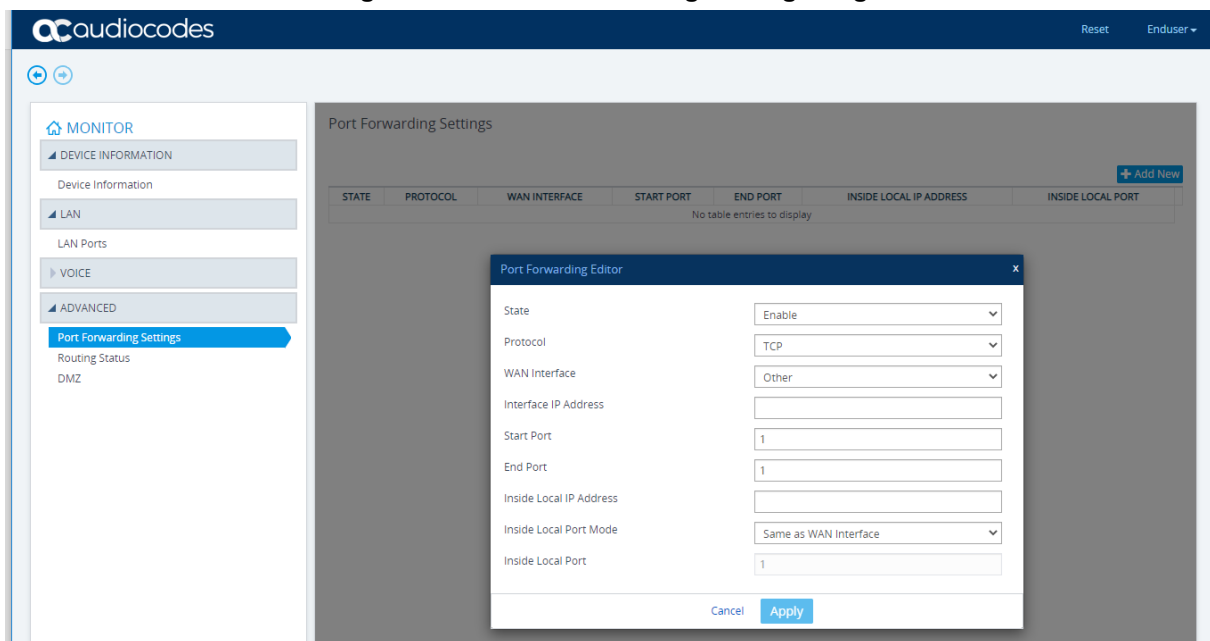 audiocodes
Reset Enduser
MONITOR
DEVICE INFORMATION
Device Information
LAN
LAN Ports
VOICE
ADVANCED
Port Forwarding Settings
Routing Status
DMZ
Port Forwarding Settings
Add New
STATE PROTOCOL WAN INTERFACE START PORT END PORT INSIDE LOCAL IP ADDRESS INSIDE LOCAL PORT
No table entries to display
Port Forwarding Editor x
State Enable
Protocol TCP
WAN Interface Other
Interface IP Address
Start Port 1
End Port 1
Inside Local IP Address
Inside Local Port Mode Same as WAN Interface
Inside Local Port 1
Cancel Apply